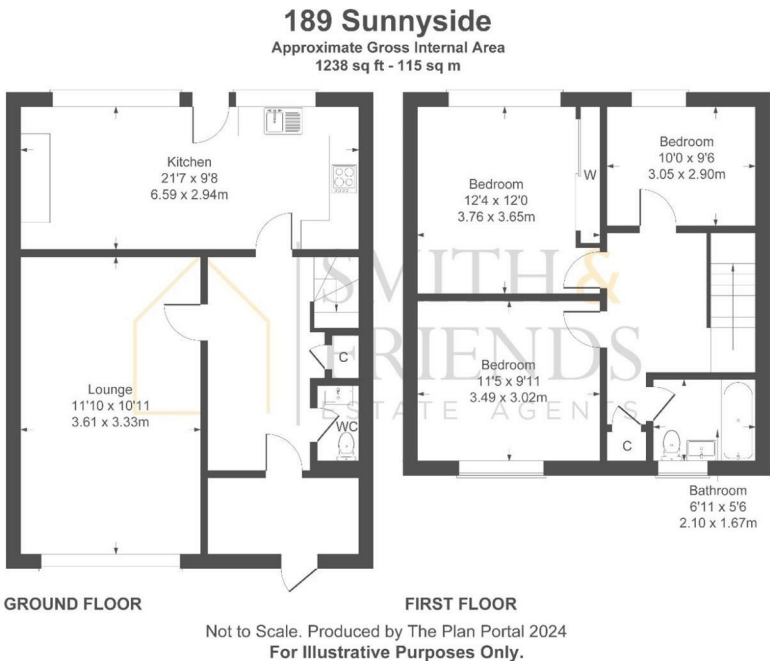 189 Sunnyside
Approximate Gross Internal Area
1238 sq ft - 115 sq m
Kitchen
21'7 x 9'8
6.59 x 2.94m
Lounge
11'10 x 10'11
3.61 x 3.33m
C
WC
Bedroom
12'4 x 12'0
3.76 x 3.65m
W
Bedroom
10'0 x 9'6
3.05 x 2.90m
Bedroom
11'5 x 9'11
3.49 x 3.02m
C
Bathroom
6'11 x 5'6
2.10 x 1.67m
SMITH &
FRIENDS
ESTATE AGENTS
GROUND FLOOR
FIRST FLOOR
Not to Scale. Produced by The Plan Portal 2024
For Illustrative Purposes Only.